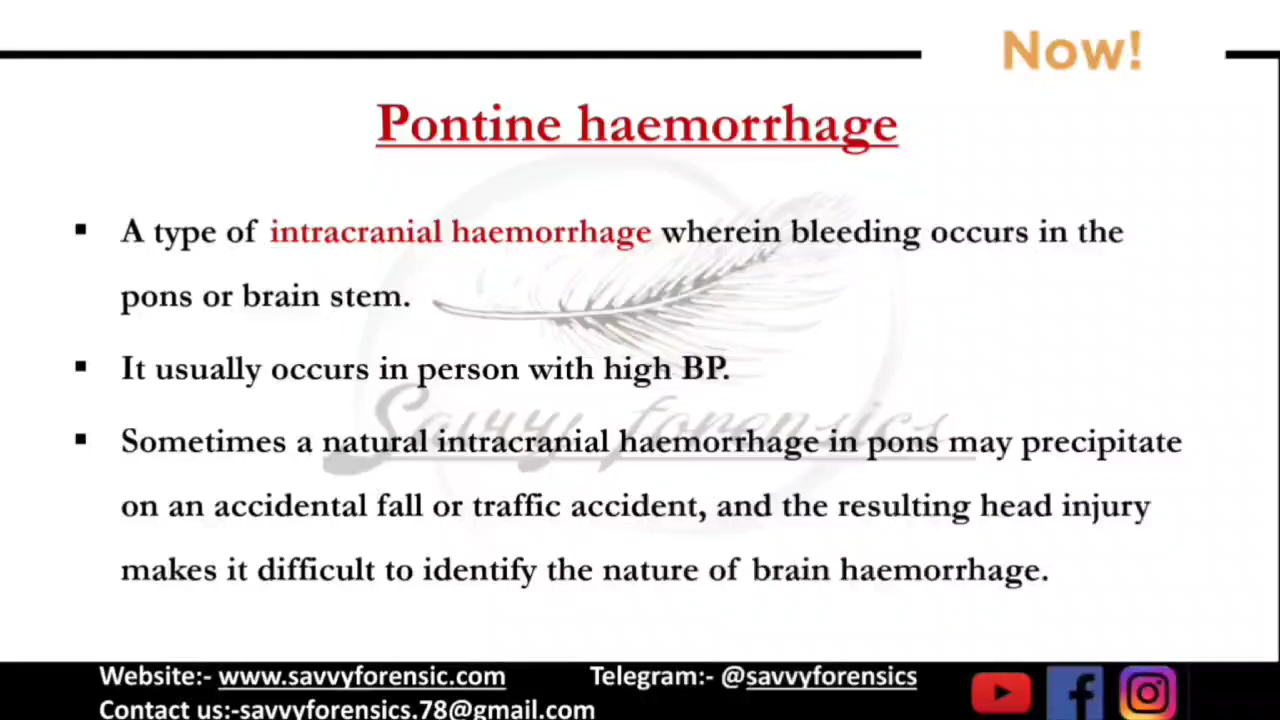 Now!
Pontine haemorrhage
▪ A type of intracranial haemorrhage wherein bleeding occurs in the
pons or brain stem.
▪ It usually occurs in person with high BP.
Savvy forensics
▪ Sometimes a natural intracranial haemorrhage in pons may precipitate
on an accidental fall or traffic accident, and the resulting head injury
makes it difficult to identify the nature of brain haemorrhage.
Website:- www.savvyforensic.com Telegram:- @savvyforensics
Contact us:-savvyforensics.78@gmail.com